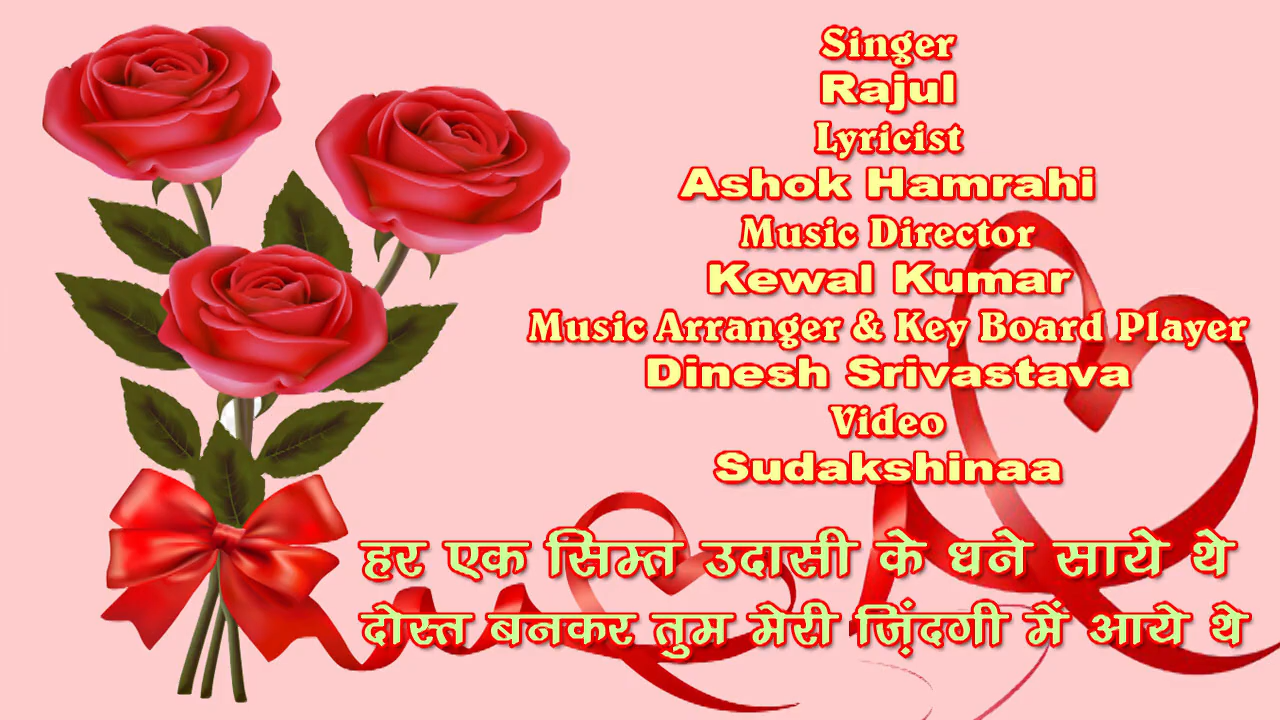 Singer
Rajul
Lyricist
Ashok Hamrahi
Music Director
Kewal Kumar
Music Arranger & Key Board Player
Dinesh Srivastava
Video
Sudakshinaa
हर एक सिम्त उदासी के धने साये थे
दोस्त बनकर तुम मेरी ज़िंदगी में आये थे